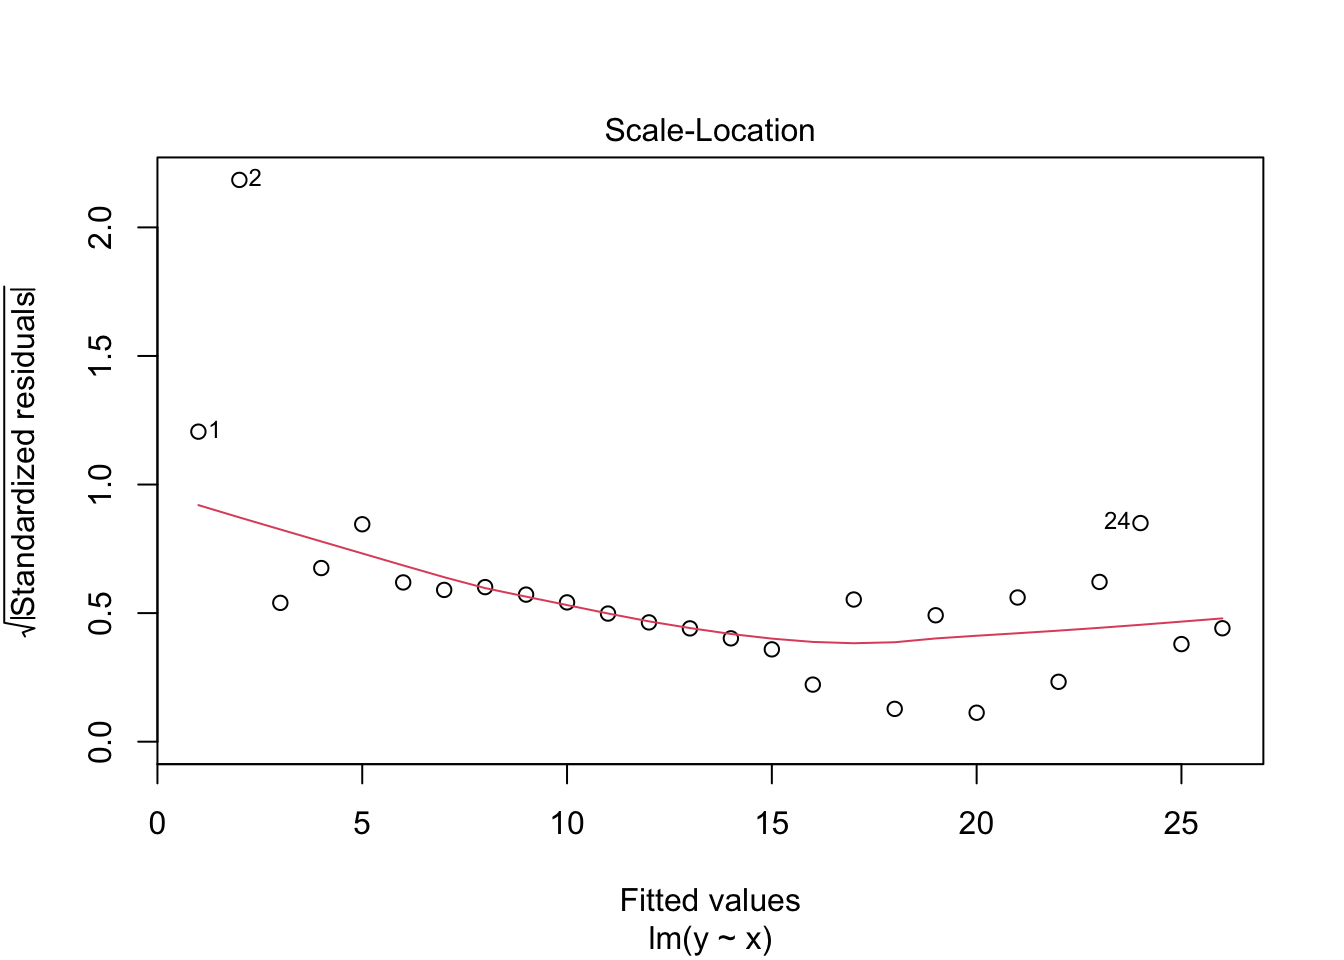 Scale-Location
√|Standardized residuals|
2.0
1.5
1.0
0.5
0.0
2
1
24
0 5 10 15 20 25
Fitted values
lm(y ~ x)